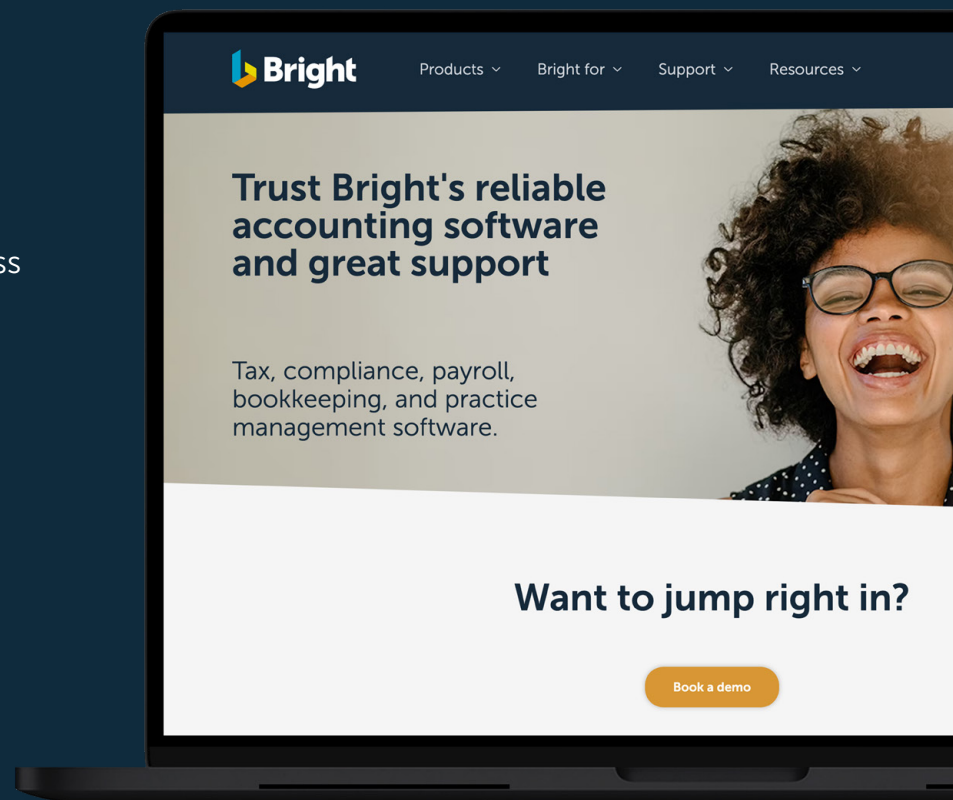 Bright
Products
Bright for
Support
Resources
Trust Bright's reliable
accounting software
and great support
Tax, compliance, payroll,
bookkeeping, and practice
management software.
Want to jump right in?
Book a demo